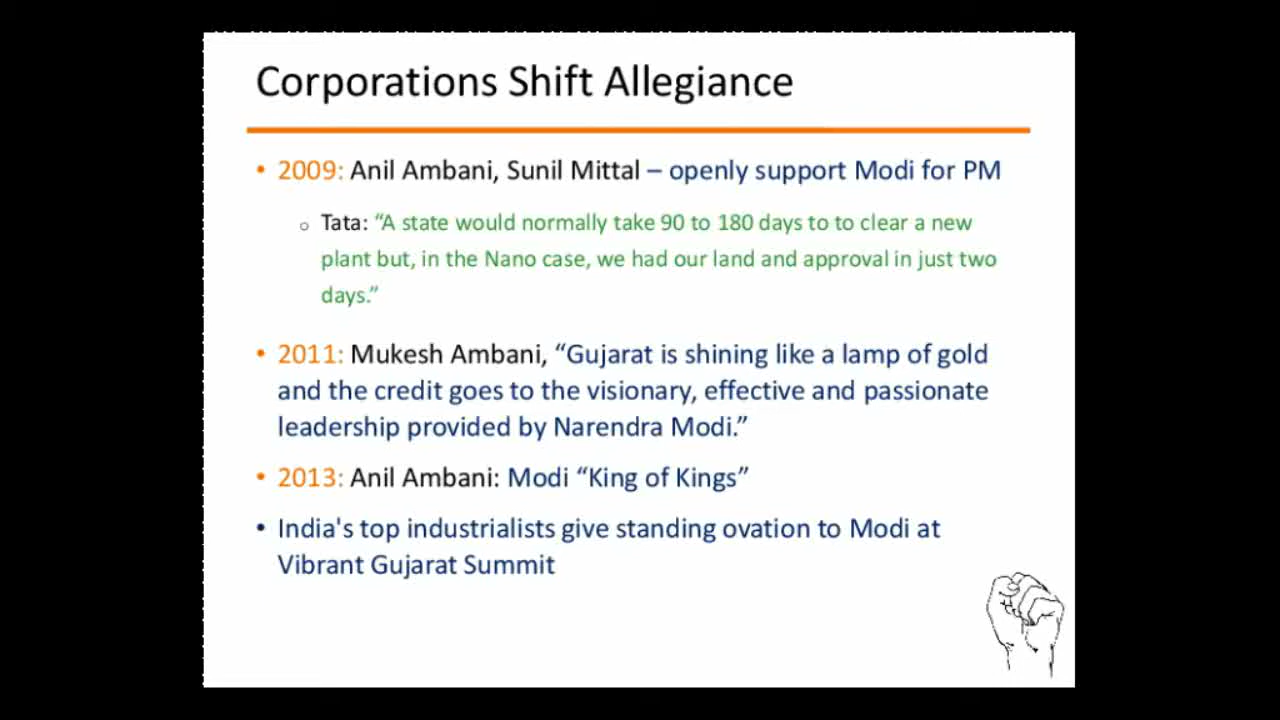 Corporations Shift Allegiance
• 2009: Anil Ambani, Sunil Mittal – openly support Modi for PM
o Tata: “A state would normally take 90 to 180 days to to clear a new
plant but, in the Nano case, we had our land and approval in just two
days.”
• 2011: Mukesh Ambani, “Gujarat is shining like a lamp of gold
and the credit goes to the visionary, effective and passionate
leadership provided by Narendra Modi.”
• 2013: Anil Ambani: Modi “King of Kings”
• India's top industrialists give standing ovation to Modi at
Vibrant Gujarat Summit